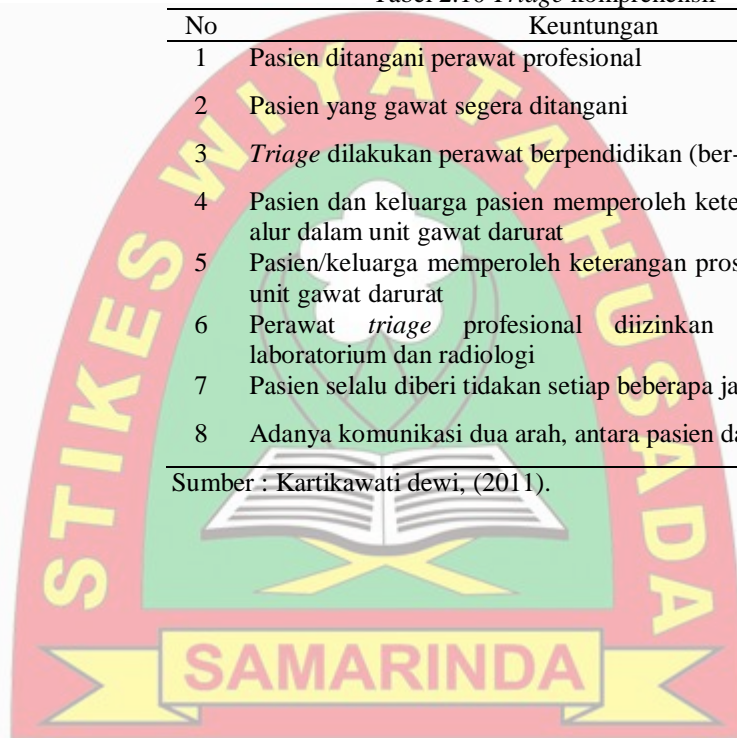 Tabel 2.10 Triage komprehensif
No Keuntungan
1 Pasien ditangani perawat profesional
2 Pasien yang gawat segera ditangani
3 Triage dilakukan perawat berpendidikan (ber-
4 Pasien dan keluarga pasien memperoleh kete
alur dalam unit gawat darurat
5 Pasien/keluarga memperoleh keterangan pros
unit gawat darurat
6 Perawat triage profesional diizinkan
laboratorium dan radiologi
7 Pasien selalu diberi tidakan setiap beberapa ja
8 Adanya komunikasi dua arah, antara pasien da
Sumber : Kartikawati dewi, (2011).
STIKES WIYATA HUSADA
SAMARINDA